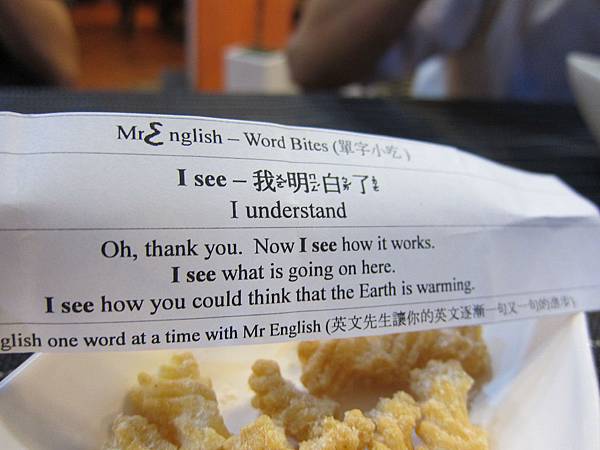 MrEnglish – Word Bites (單字小吃)
I see – 我明白了
I understand
Oh, thank you. Now I see how it works.
I see what is going on here.
I see how you could think that the Earth is warming.
glish one word at a time with Mr English (英文先生讓你的英文逐漸一句又一句的進步)